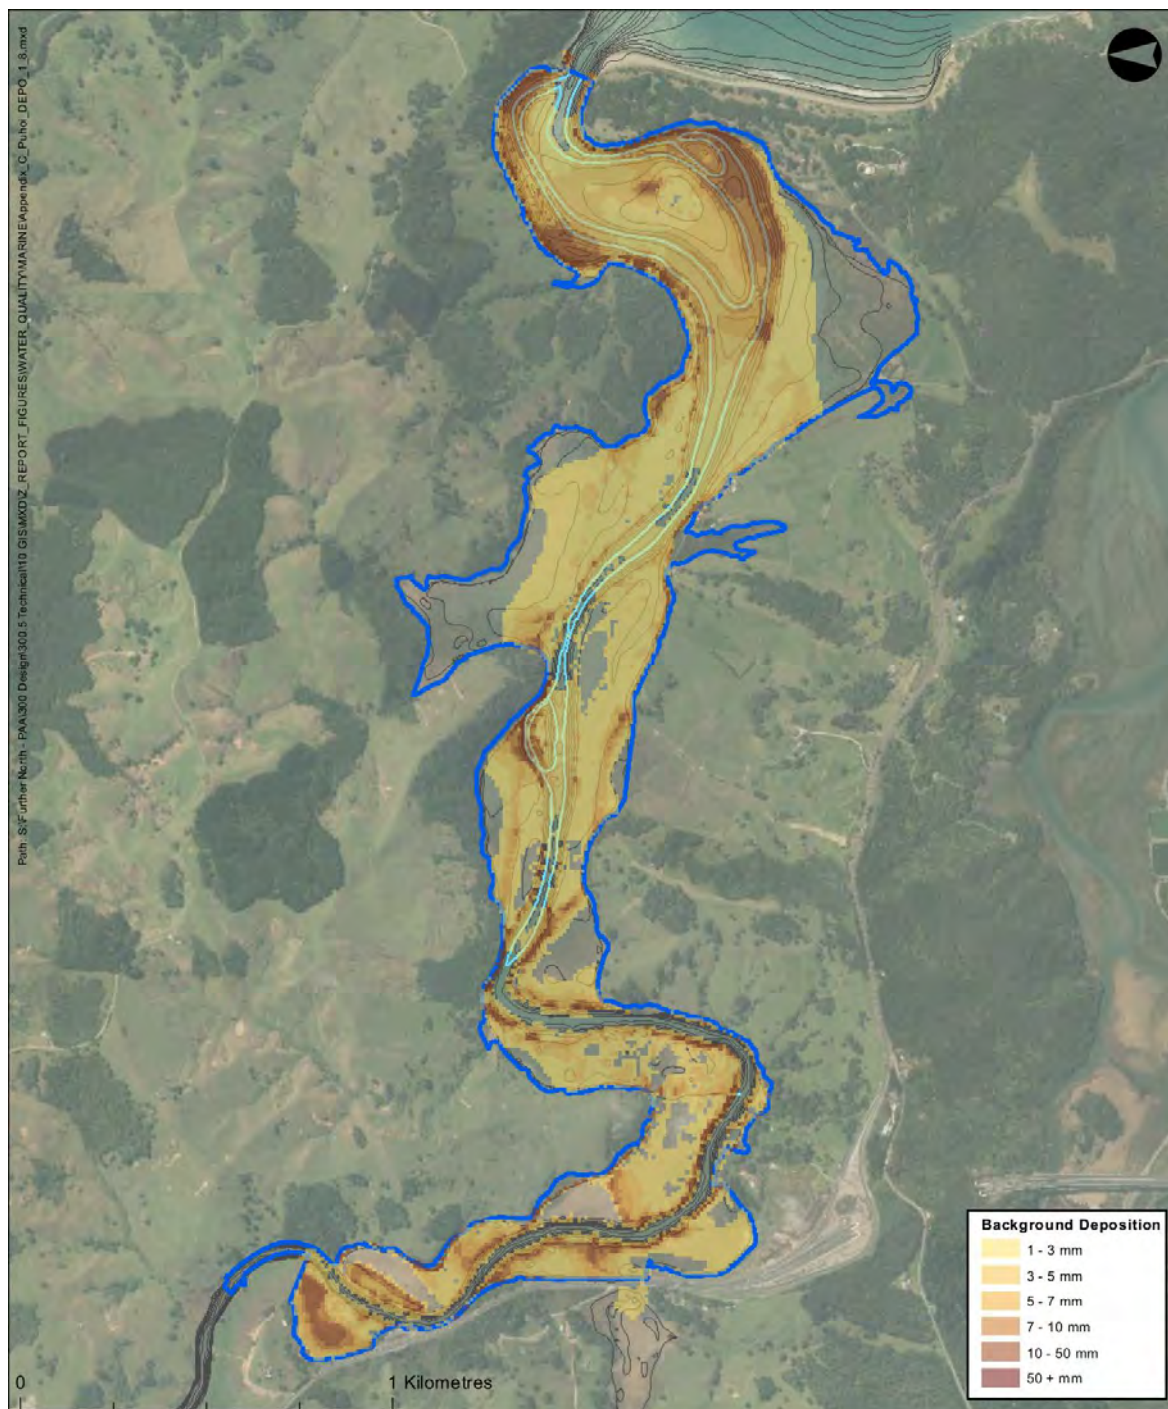 Path: S:\Further North - PAA\300 Design\300.5 Technical\10 GIS\MXD\Z_REPORT_FIGURES\WATER_QUALITY\MARINE\Appendix_C_Puhoi_DEPO_1_8.mxd
Background Deposition
1 - 3 mm
3 - 5 mm
5 - 7 mm
7 - 10 mm
10 - 50 mm
50 + mm
0
1 Kilometres